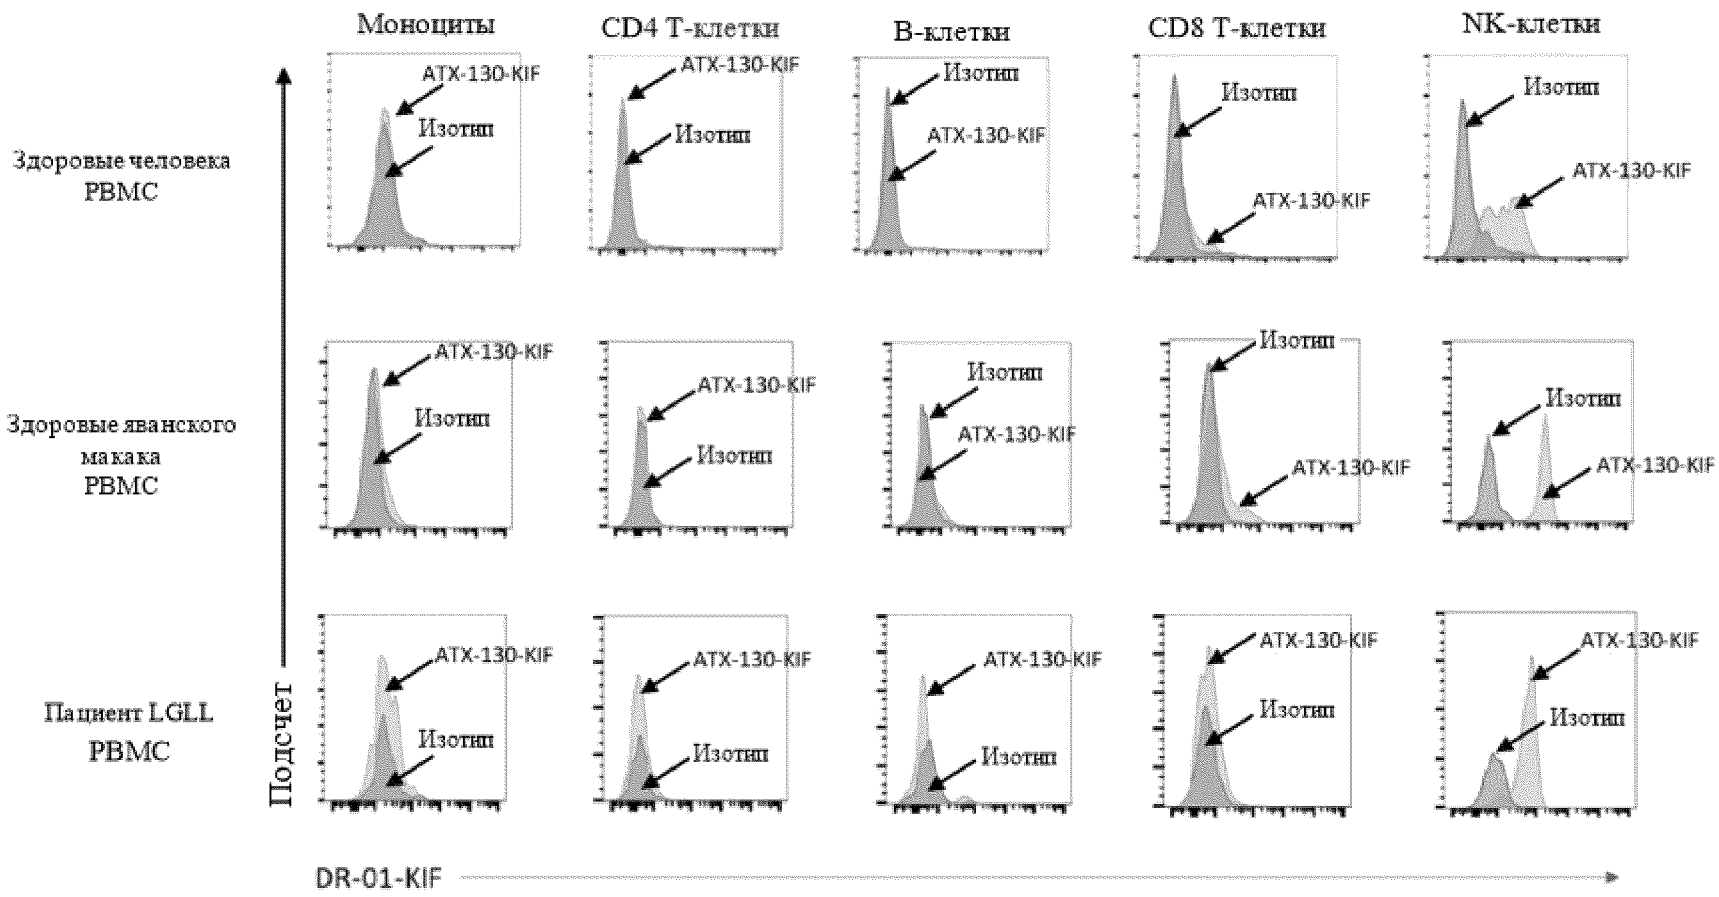 Моноциты
CD4 Т-клетки
В-клетки
CD8 Т-клетки
NK-клетки
Здоровые человека
PBMC
ATX-130-KIF
Изотип
ATX-130-KIF
Изотип
Изотип
ATX-130-KIF
Изотип
ATX-130-KIF
Изотип
ATX-130-KIF
Здоровые яванского
макака
PBMC
ATX-130-KIF
Изотип
ATX-130-KIF
Изотип
Изотип
ATX-130-KIF
Изотип
ATX-130-KIF
Изотип
ATX-130-KIF
Пациент LGLL
PBMC
ATX-130-KIF
Изотип
ATX-130-KIF
Изотип
ATX-130-KIF
Изотип
ATX-130-KIF
Изотип
ATX-130-KIF
Изотип
Подсчет
DR-01-KIF